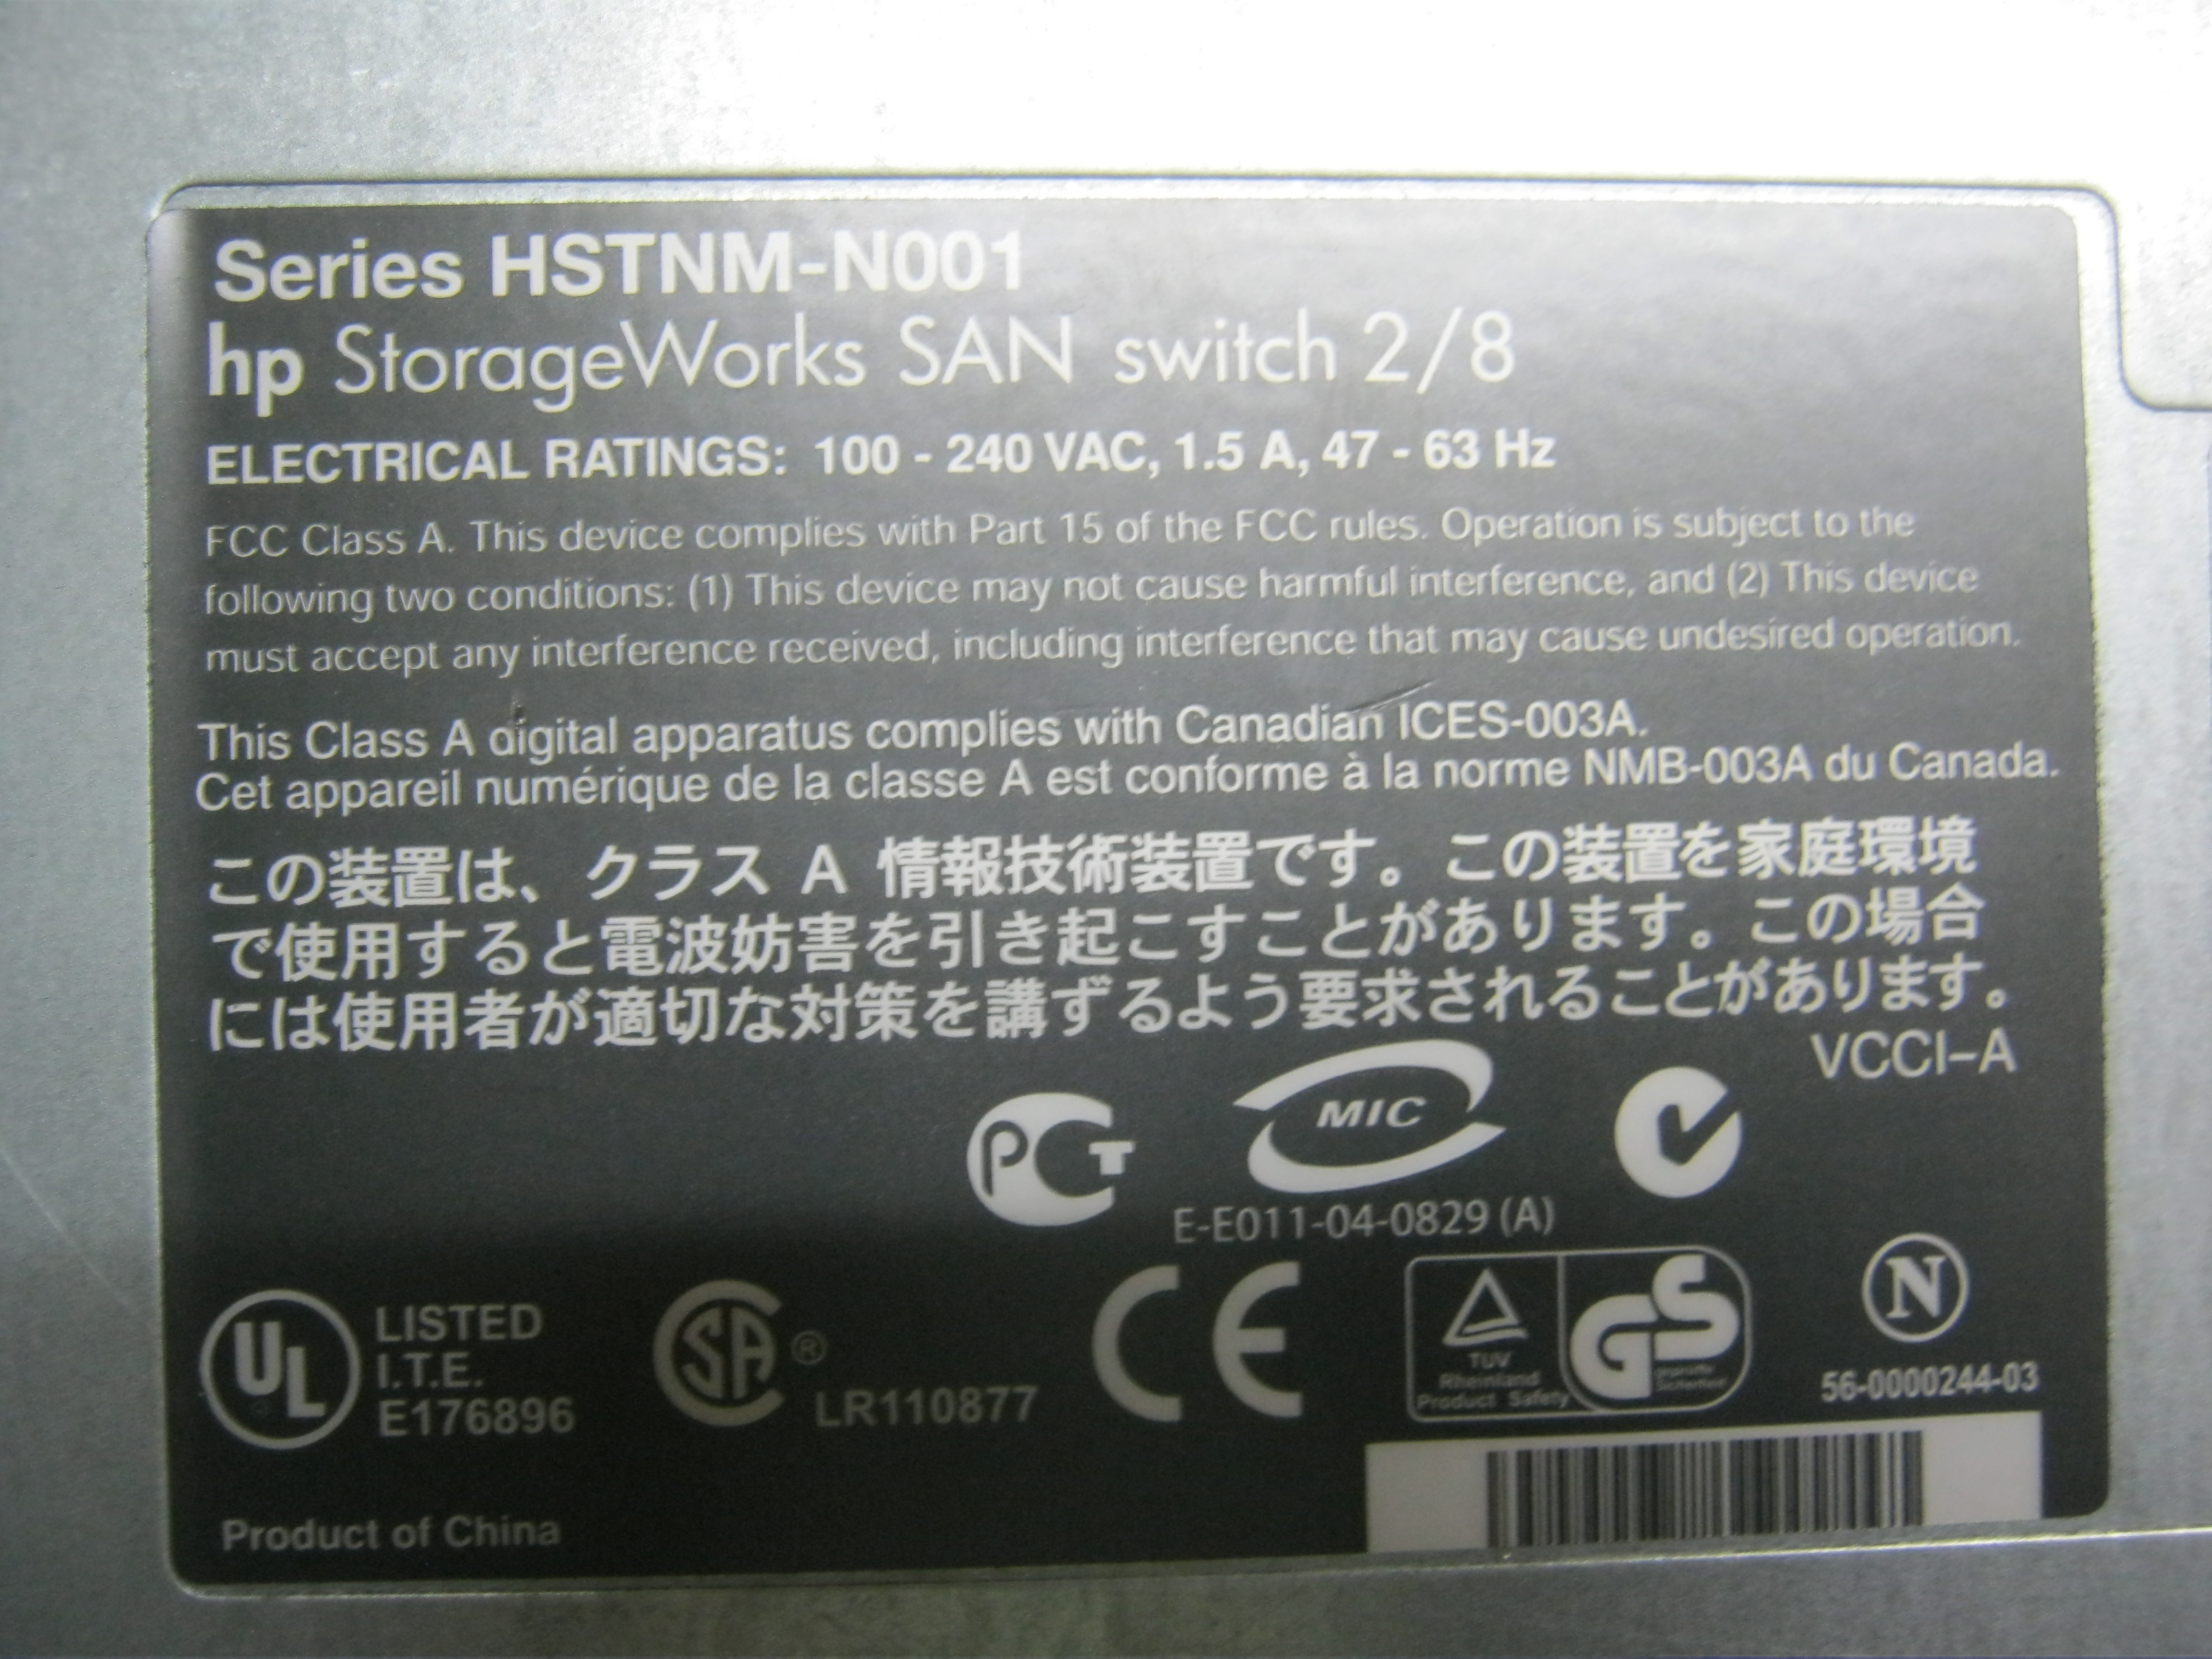 Series HSTNM-N001
hp StorageWorks SAN switch 2/8
ELECTRICAL RATINGS: 100 - 240 VAC, 1.5 A, 47 - 63 Hz
FCC Class A. This device complies with Part 15 of the FCC rules. Operation is subject to the
following two conditions: (1) This device may not cause harmful interference, and (2) This device
must accept any interference received, including interference that may cause undesired operation.
This Class A digital apparatus complies with Canadian ICES-003A.
Cet appareil numérique de la classe A est conforme à la norme NMB-003A du Canada.
この装置は、クラス A 情報技術装置です。この装置を家庭環境
で使用すると電波妨害を引き起こすことがあります。この場合
には使用者が適切な対策を講ずるよう要求されることがあります。
VCCI-A
PCT
MIC
E-E011-04-0829 (A)
UL
LISTED
I.T.E.
E176896
SA ®
LR110877
CE
TUV
Rheinland
Product Safety
GS
geprüfte
Sicherheit
N
56-0000244-03
Product of China